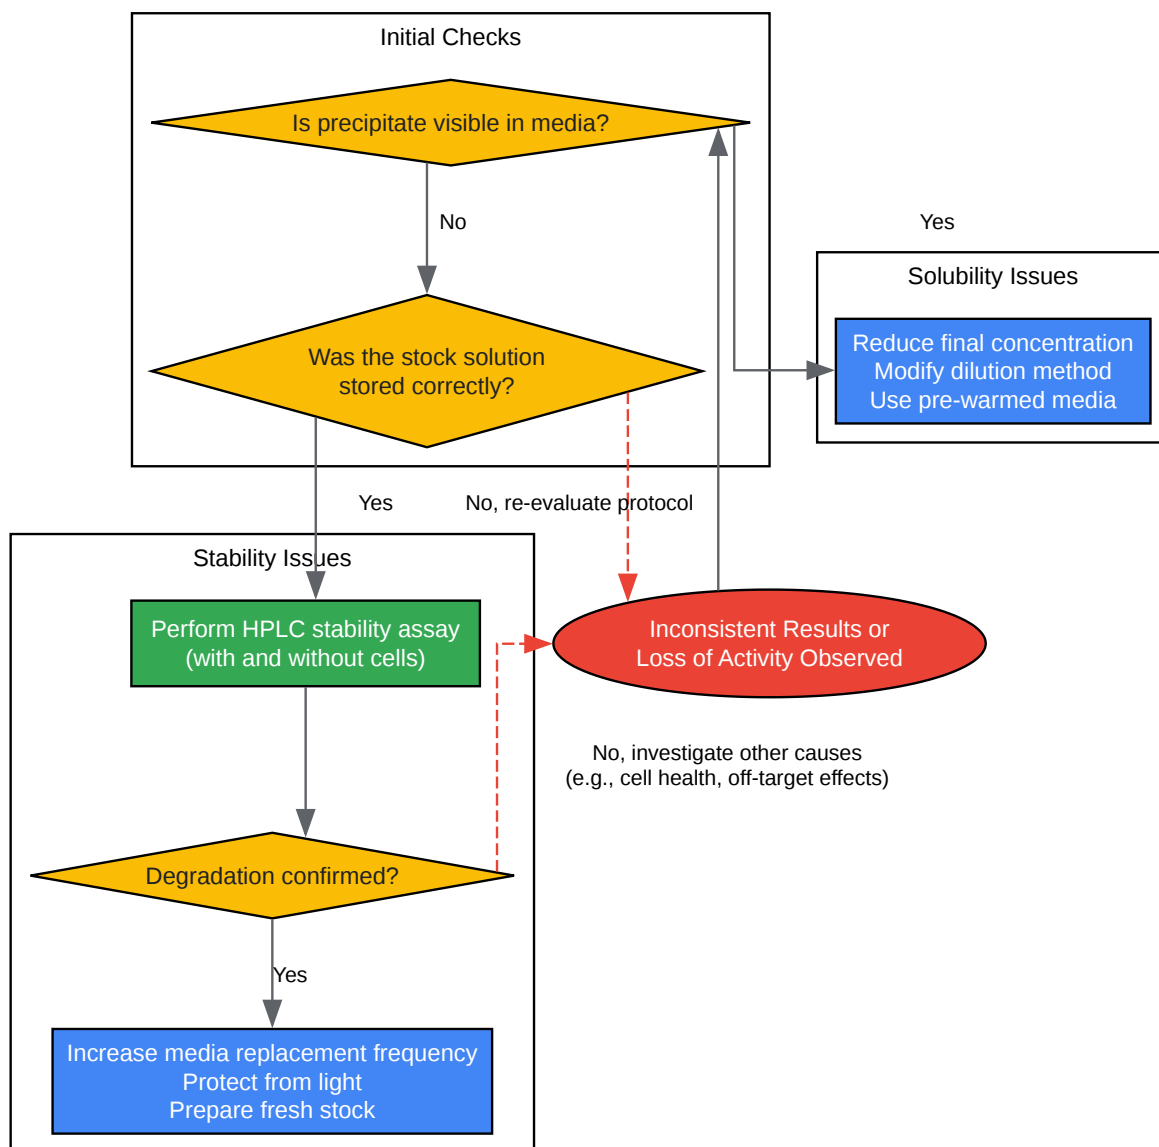 Initial Checks
Is precipitate visible in media?
No
Yes
Solubility Issues
Reduce final concentration
Modify dilution method
Use pre-warmed media
Was the stock solution
stored correctly?
Yes
No, re-evaluate protocol
Stability Issues
Perform HPLC stability assay
(with and without cells)
Inconsistent Results or
Loss of Activity Observed
No, investigate other causes
(e.g., cell health, off-target effects)
Degradation confirmed?
Yes
Increase media replacement frequency
Protect from light
Prepare fresh stock